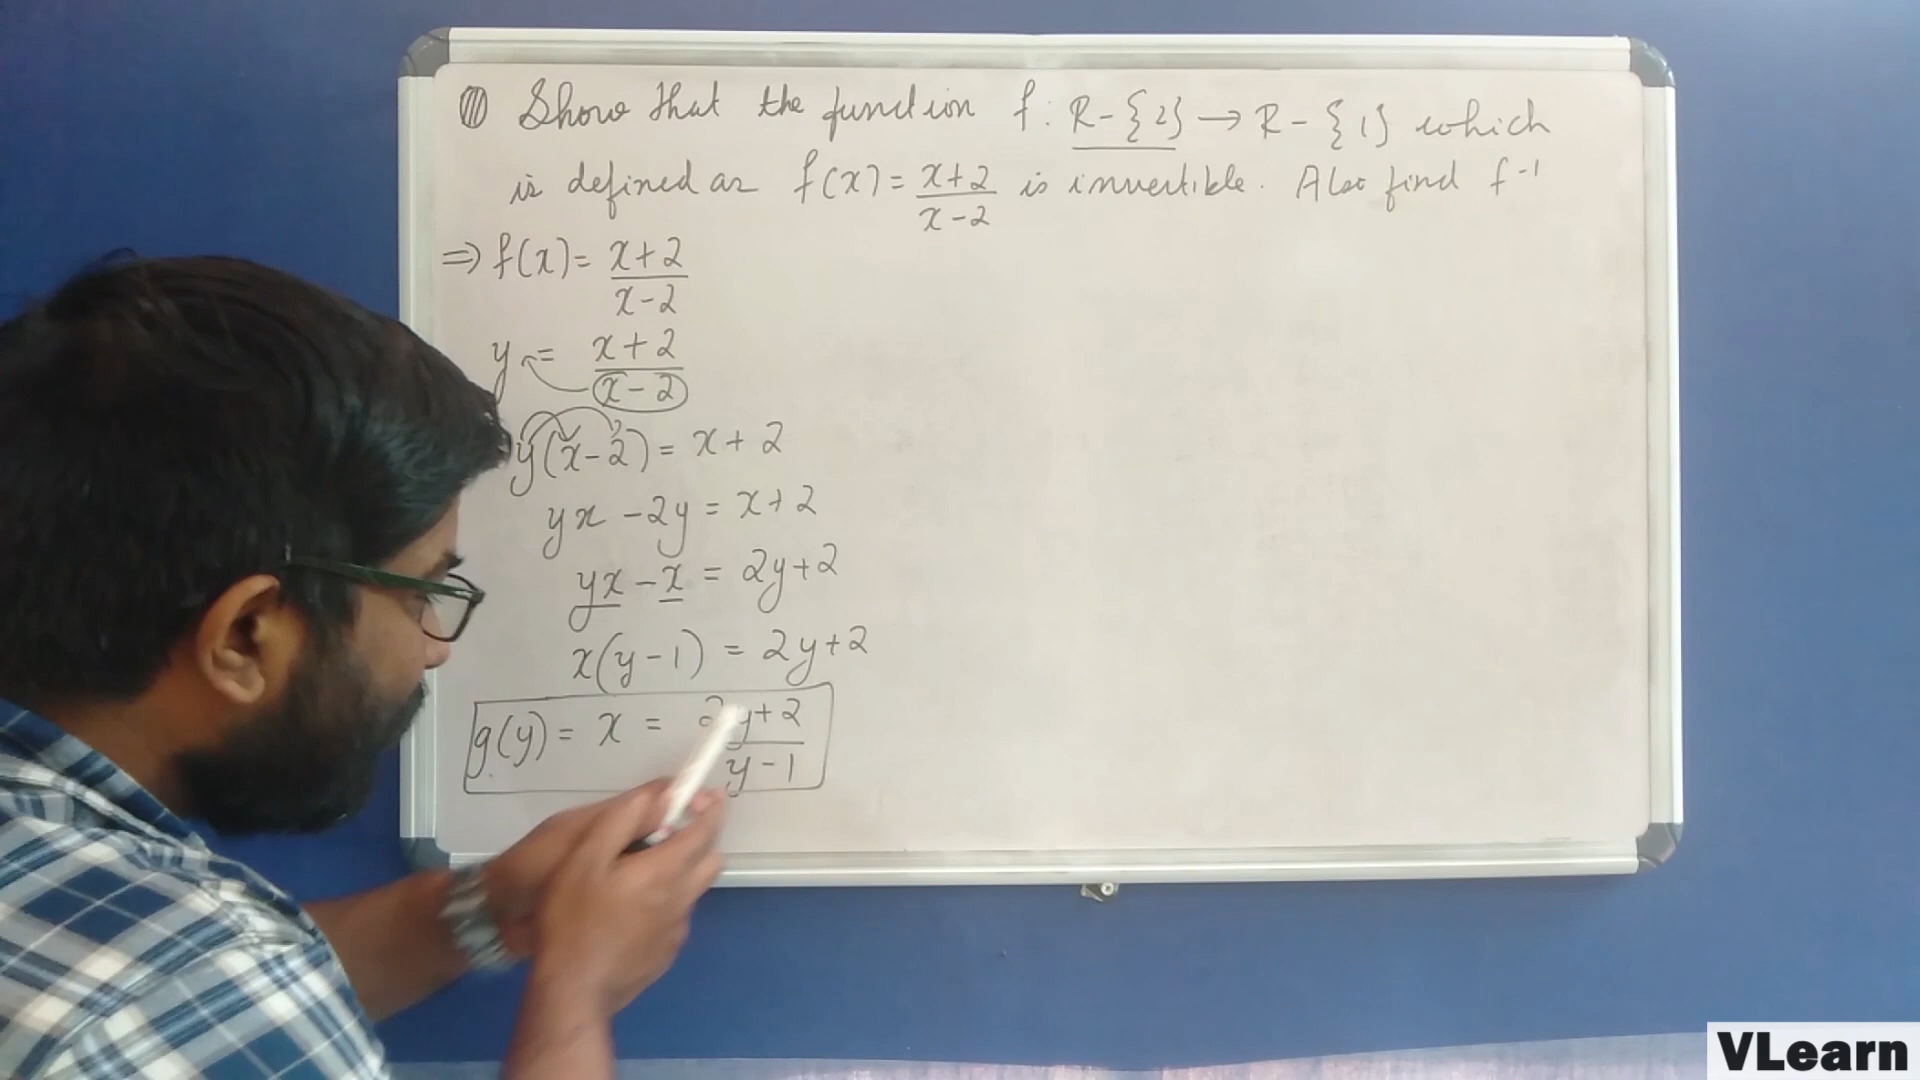 Show that the function f: R-{2} → R-{1} which
is defined as f(x) = x+2/x-2 is invertible. Also find f-1
⇒ f(x) = x+2/x-2
y = x+2/x-2
y(x-2) = x+2
yx - 2y = x+2
yx - x = 2y+2
x(y-1) = 2y+2
g(y) = x = 2y+2/y-1
VLearn